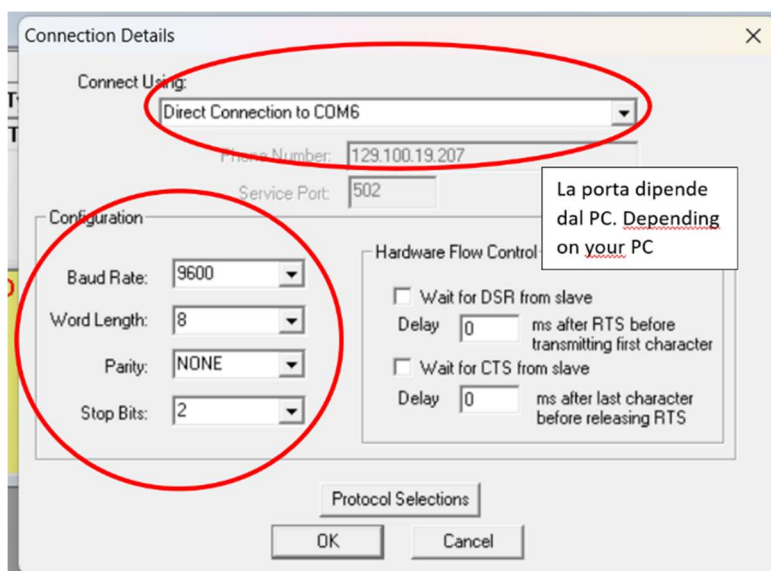 Connection Details
Connect Using:
Direct Connection to COM6
Phone Number: 129.100.19.207
Service Port: 502
La porta dipende
dal PC. Depending
on your PC
Configuration
Baud Rate: 9600
Word Length: 8
Parity: NONE
Stop Bits: 2
Hardware Flow Control
Wait for DSR from slave
Delay 0 ms after RTS before
transmitting first character
Wait for CTS from slave
Delay 0 ms after last character
before releasing RTS
Protocol Selections
OK
Cancel